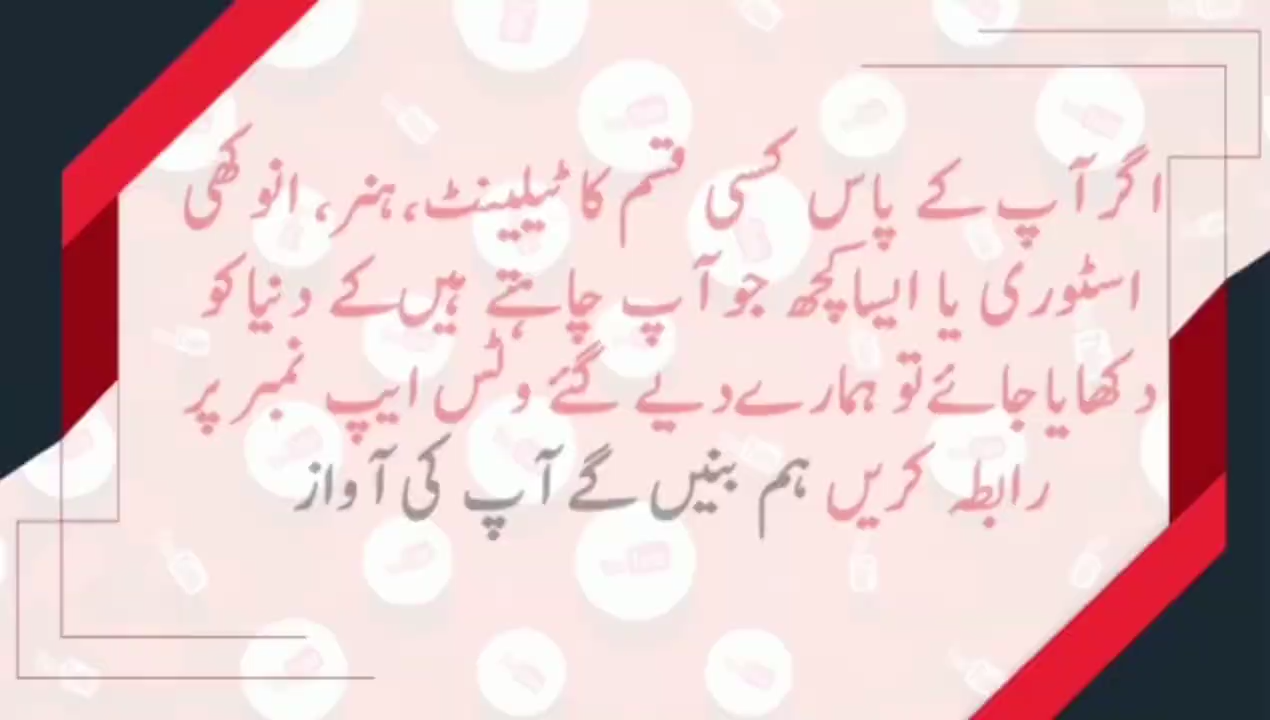 اگر آپ کے پاس کسی قسم کا ٹیلینٹ، ہنر، انوکھی
اسٹوری یا ایسا کچھ جو آپ چاہتے ہیں کے دنیا کو
دکھایا جائے تو ہمارے دیے گئے وٹس ایپ نمبر پر
رابطہ کریں ہم بنیں گے آپ کی آواز